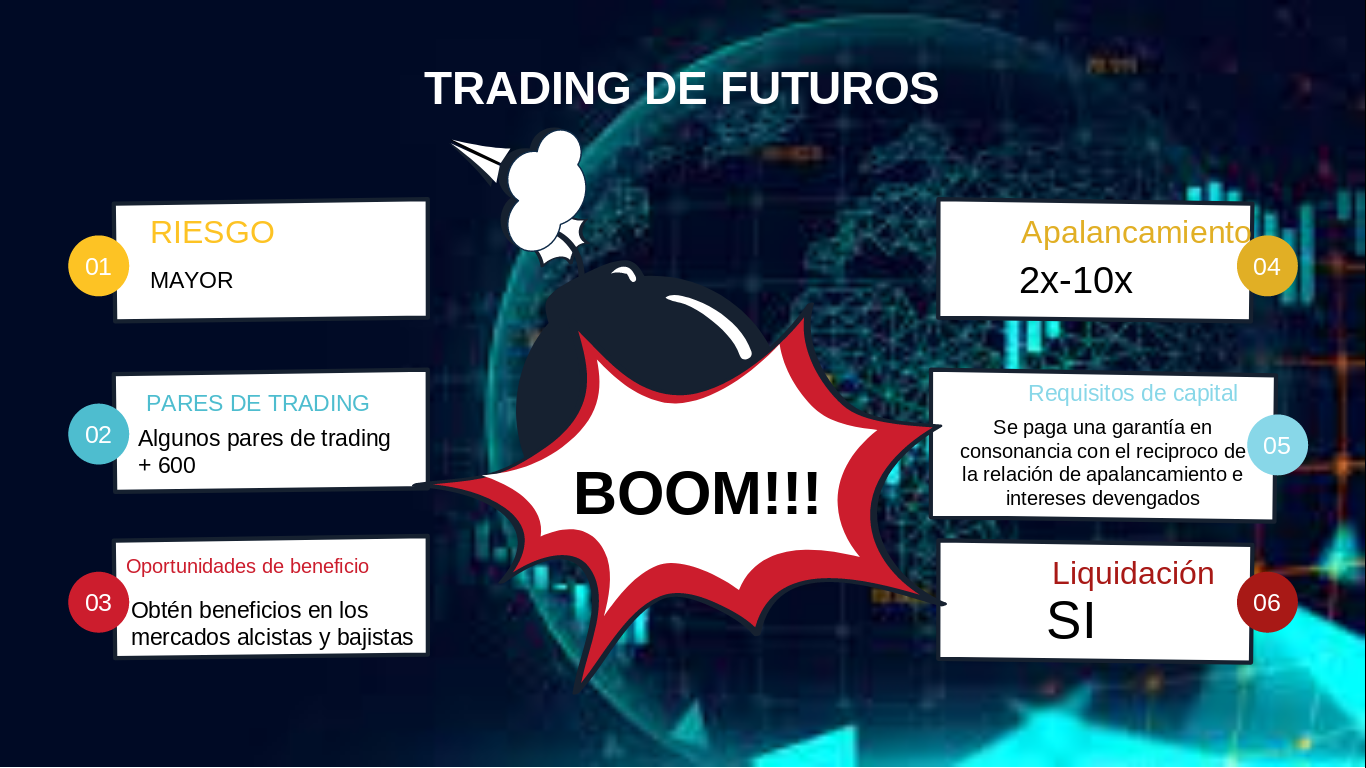 TRADING DE FUTUROS
01
RIESGO
MAYOR
02
PARES DE TRADING
Algunos pares de trading
+ 600
03
Oportunidades de beneficio
Obtén beneficios en los
mercados alcistas y bajistas
BOOM!!!
Apalancamiento
2x-10x
04
Requisitos de capital
Se paga una garantía en
consonancia con el reciproco de
la relación de apalancamiento e
intereses devengados
05
Liquidación
SI
06